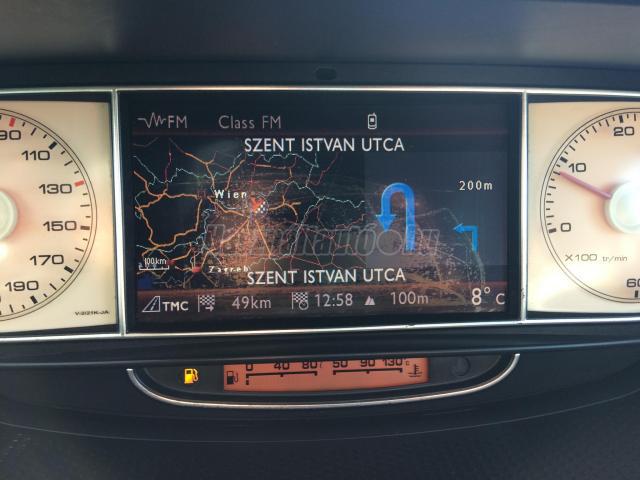 FM Class FM
SZENT ISTVAN UTCA
Wien
200m
100km
Zagreb
SZENT ISTVAN UTCA
TMC 49km 12:58 100m 8°C
90
110
130
150
170
190
V-2121K-JA
20
10
0
X100 tr/min
60
0 40 80 50 90 130°C